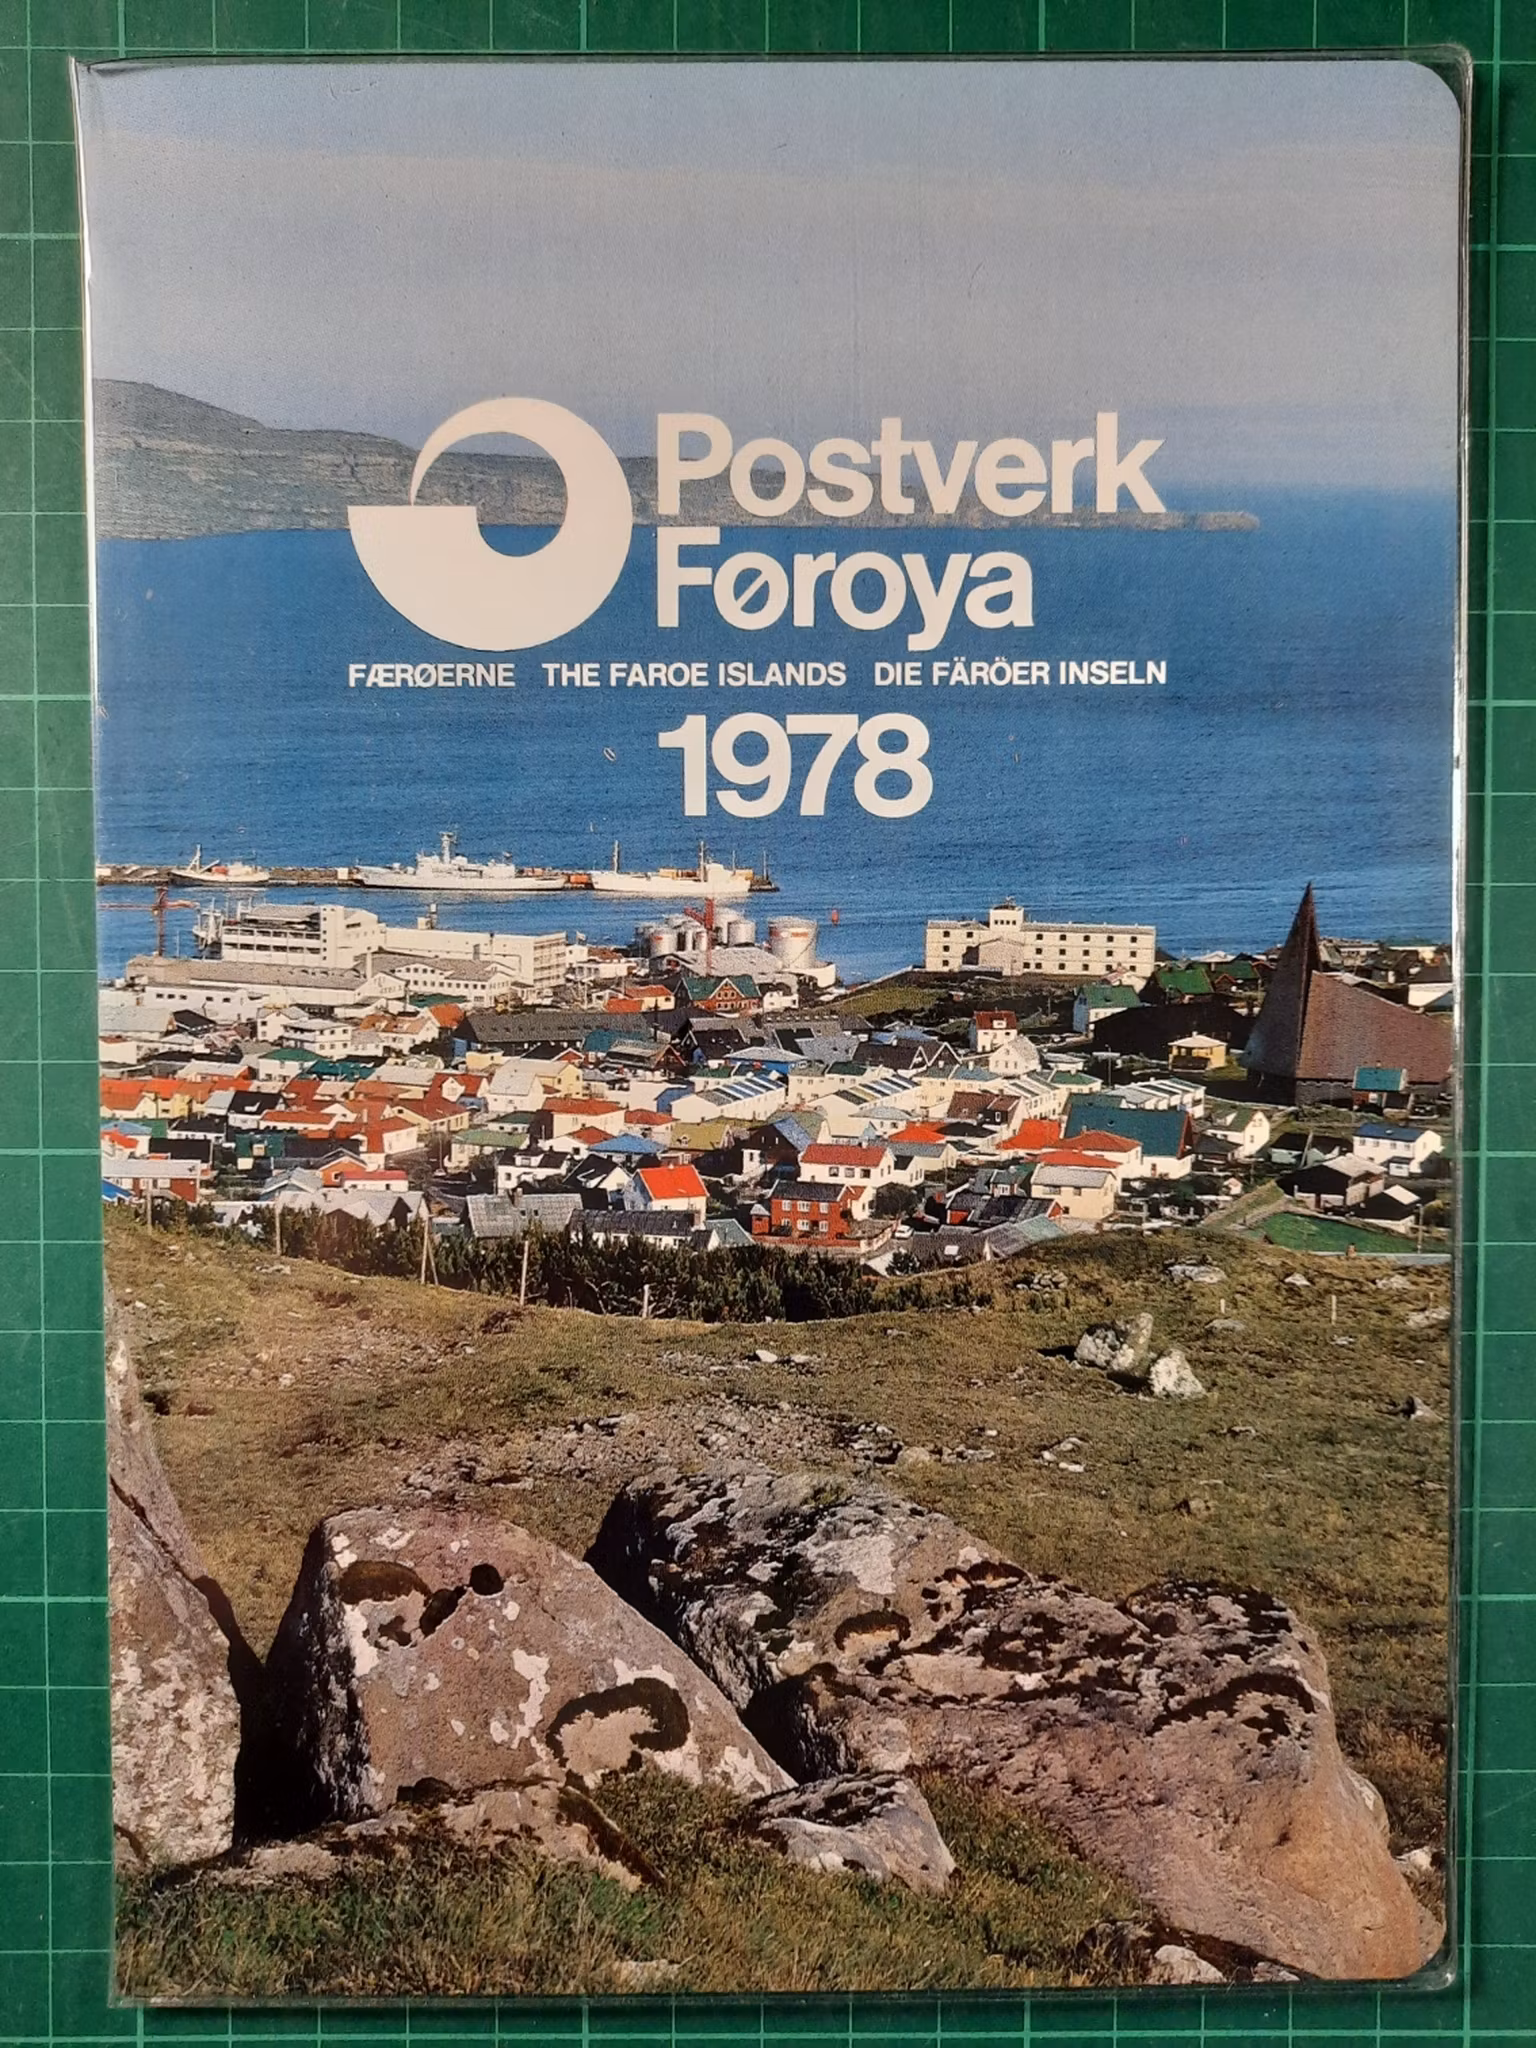 Postverk
Føroya
FÆRØERNE THE FAROE ISLANDS DIE FÄRÖER INSELN
1978